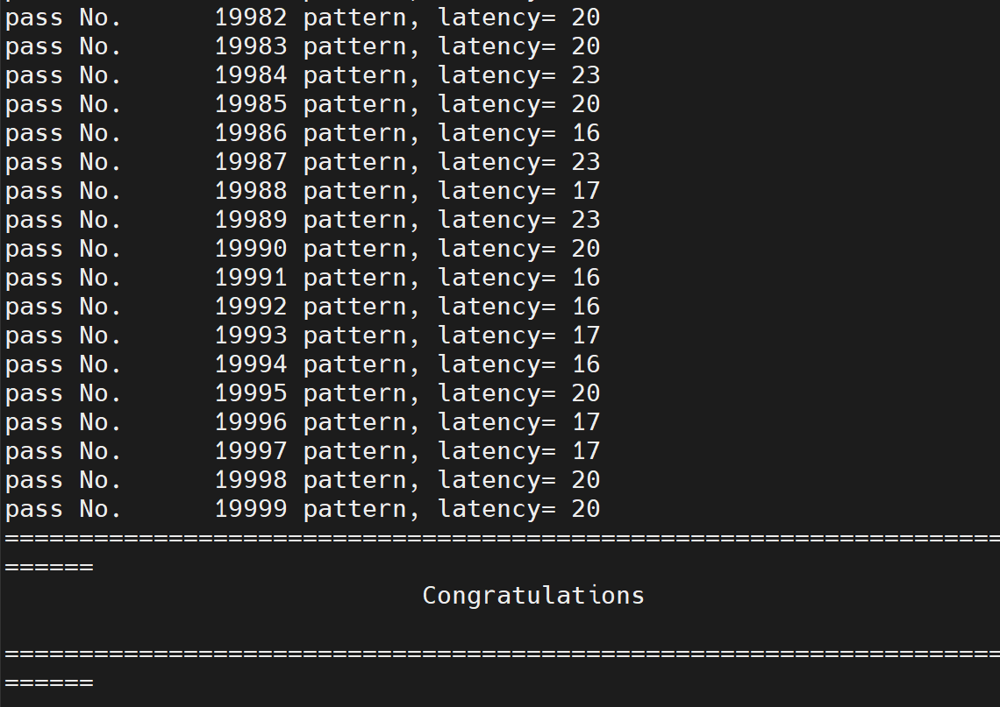 pass No.      19982 pattern, latency= 20
pass No.      19983 pattern, latency= 20
pass No.      19984 pattern, latency= 23
pass No.      19985 pattern, latency= 20
pass No.      19986 pattern, latency= 16
pass No.      19987 pattern, latency= 23
pass No.      19988 pattern, latency= 17
pass No.      19989 pattern, latency= 23
pass No.      19990 pattern, latency= 20
pass No.      19991 pattern, latency= 16
pass No.      19992 pattern, latency= 16
pass No.      19993 pattern, latency= 17
pass No.      19994 pattern, latency= 16
pass No.      19995 pattern, latency= 20
pass No.      19996 pattern, latency= 17
pass No.      19997 pattern, latency= 17
pass No.      19998 pattern, latency= 20
pass No.      19999 pattern, latency= 20
===================================================================
======
                            Congratulations
===================================================================
======